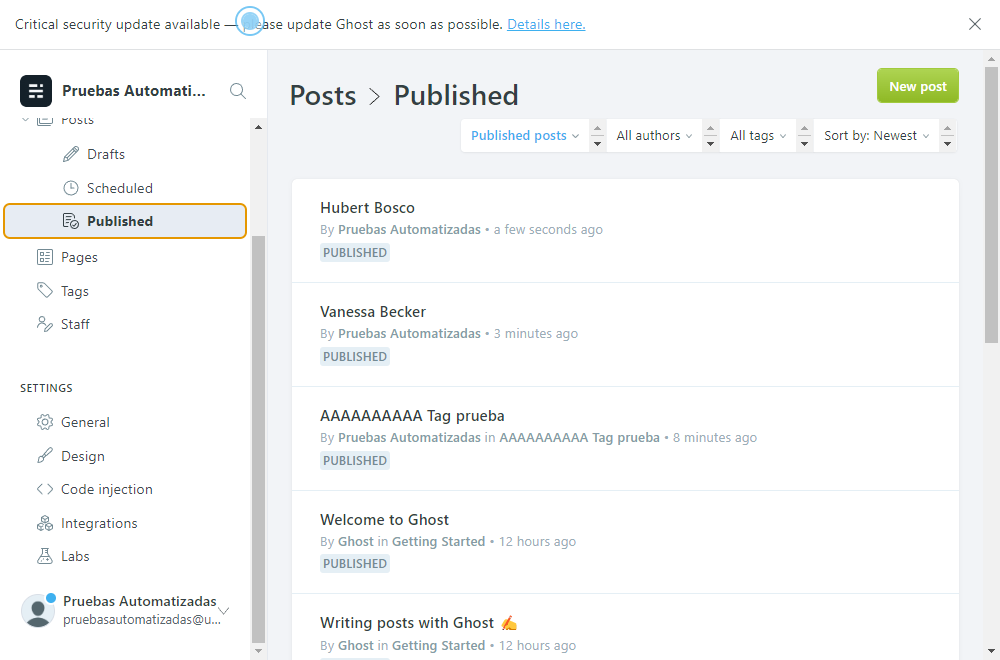 Critical security update available — please update Ghost as soon as possible. Details here.
Pruebas Automati...
Posts
Drafts
Scheduled
Published
Pages
Tags
Staff
SETTINGS
General
Design
Code injection
Integrations
Labs
Pruebas Automatizadas
pruebasautomatizadas@u...
Posts > Published
New post
Published posts
All authors
All tags
Sort by: Newest
Hubert Bosco
By Pruebas Automatizadas • a few seconds ago
PUBLISHED
Vanessa Becker
By Pruebas Automatizadas • 3 minutes ago
PUBLISHED
AAAAAAAAAA Tag prueba
By Pruebas Automatizadas in AAAAAAAAAA Tag prueba • 8 minutes ago
PUBLISHED
Welcome to Ghost
By Ghost in Getting Started • 12 hours ago
PUBLISHED
Writing posts with Ghost ✍️
By Ghost in Getting Started • 12 hours ago